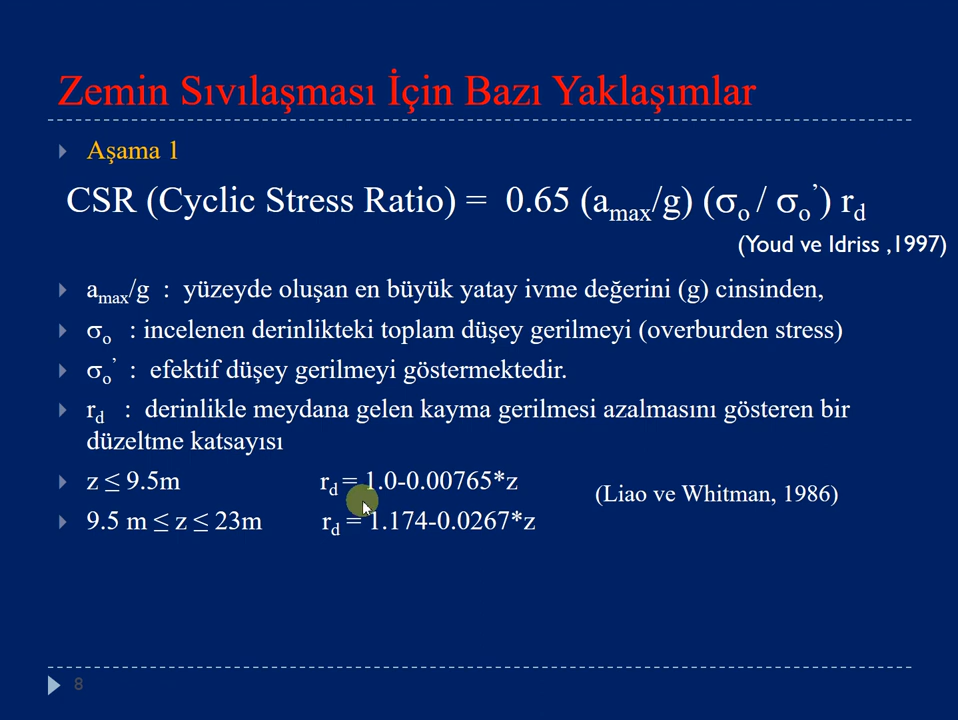 Zemin Sıvılaşması İçin Bazı Yaklaşımlar
Aşama 1
CSR (Cyclic Stress Ratio) = 0.65 (amax/g) (σo / σo’) rd
(Youd ve Idriss ,1997)
amax/g : yüzeyde oluşan en büyük yatay ivme değerini (g) cinsinden,
σo : incelenen derinlikteki toplam düşey gerilmeyi (overburden stress)
σo’ : efektif düşey gerilmeyi göstermektedir.
rd : derinlikle meydana gelen kayma gerilmesi azalmasını gösteren bir
düzeltme katsayısı
z ≤ 9.5m rd = 1.0-0.00765*z
(Liao ve Whitman, 1986)
9.5 m ≤ z ≤ 23m rd = 1.174-0.0267*z
8